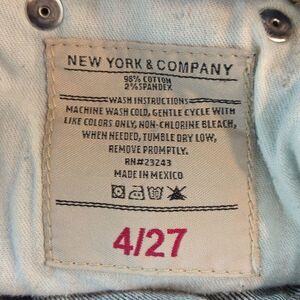 NEW YORK & COMPANY
98% COTTON
2% SPANDEX
WASH INSTRUCTIONS
MACHINE WASH COLD, GENTLE CYCLE WITH
LIKE COLORS ONLY, NON-CHLORINE BLEACH,
WHEN NEEDED, TUMBLE DRY LOW,
REMOVE PROMPTLY.
RN#23243
MADE IN MEXICO
4/27